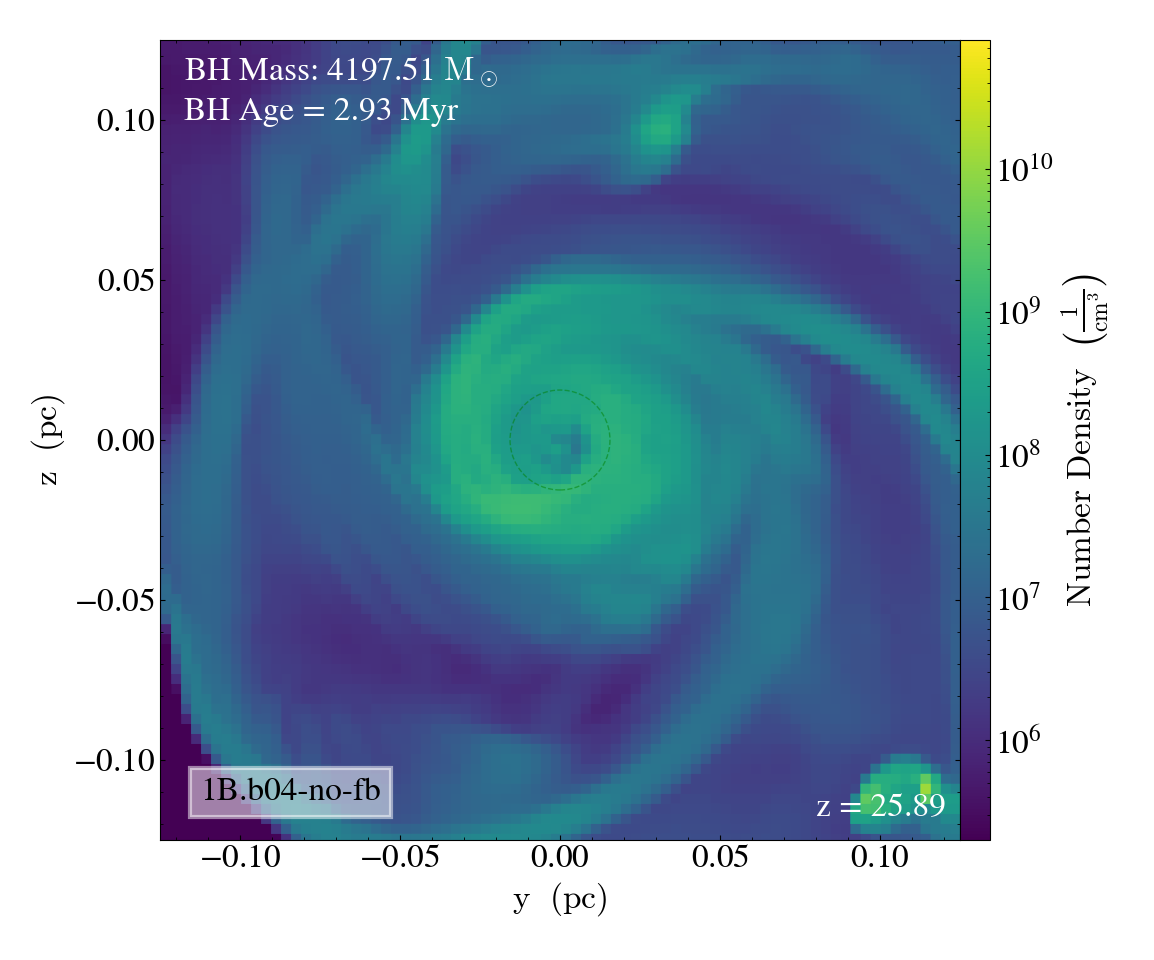 BH Mass: 4197.51 M⊙
BH Age = 2.93 Myr
0.10
0.05
0.00
−0.05
−0.10
z (pc)
1B.b04-no-fb
z = 25.89
−0.10 −0.05 0.00 0.05 0.10
y (pc)
10¹⁰
10⁹
10⁸
10⁷
10⁶
Number Density (1/cm³)